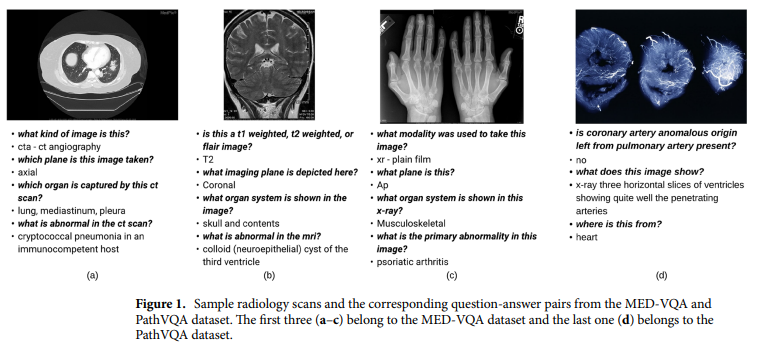 • what kind of image is this?
• cta - ct angiography
• which plane is this image taken?
• axial
• which organ is captured by this ct
scan?
• lung, mediastinum, pleura
• what is abnormal in the ct scan?
• cryptococcal pneumonia in an
immunocompetent host
(a)
• is this a t1 weighted, t2 weighted, or
flair image?
• T2
• what imaging plane is depicted here?
• Coronal
• what organ system is shown in the
image?
• skull and contents
• what is abnormal in the mri?
• colloid (neuroepithelial) cyst of the
third ventricle
(b)
• what modality was used to take this
image?
• xr - plain film
• what plane is this?
• Ap
• what organ system is shown in this
x-ray?
• Musculoskeletal
• what is the primary abnormality in this
image?
• psoriatic arthritis
(c)
• is coronary artery anomalous origin
left from pulmonary artery present?
• no
• what does this image show?
• x-ray three horizontal slices of ventricles
showing quite well the penetrating
arteries
• where is this from?
• heart
(d)
Figure 1. Sample radiology scans and the corresponding question-answer pairs from the MED-VQA and
PathVQA dataset. The first three (a–c) belong to the MED-VQA dataset and the last one (d) belongs to the
PathVQA dataset.